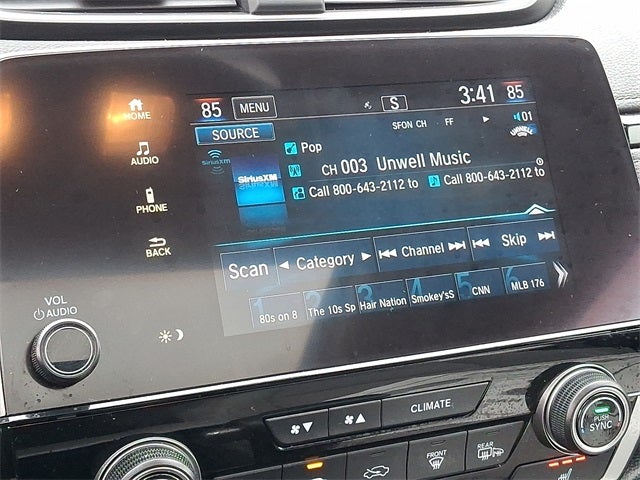 85 MENU S 3:41 85
HOME
SOURCE SFON CH FF 01
AUDIO
SiriusXM Pop UNWELL
SiriusXM CH 003 Unwell Music
Call 800-643-2112 to Call 800-643-2112 to
PHONE
BACK
Scan Category Channel Skip
1 80s on 8 2 The 10s Sp 3 Hair Nation 4 Smokey'sS 5 CNN 6 MLB 176
VOL
AUDIO
CLIMATE
PUSH
SYNC
FRONT REAR